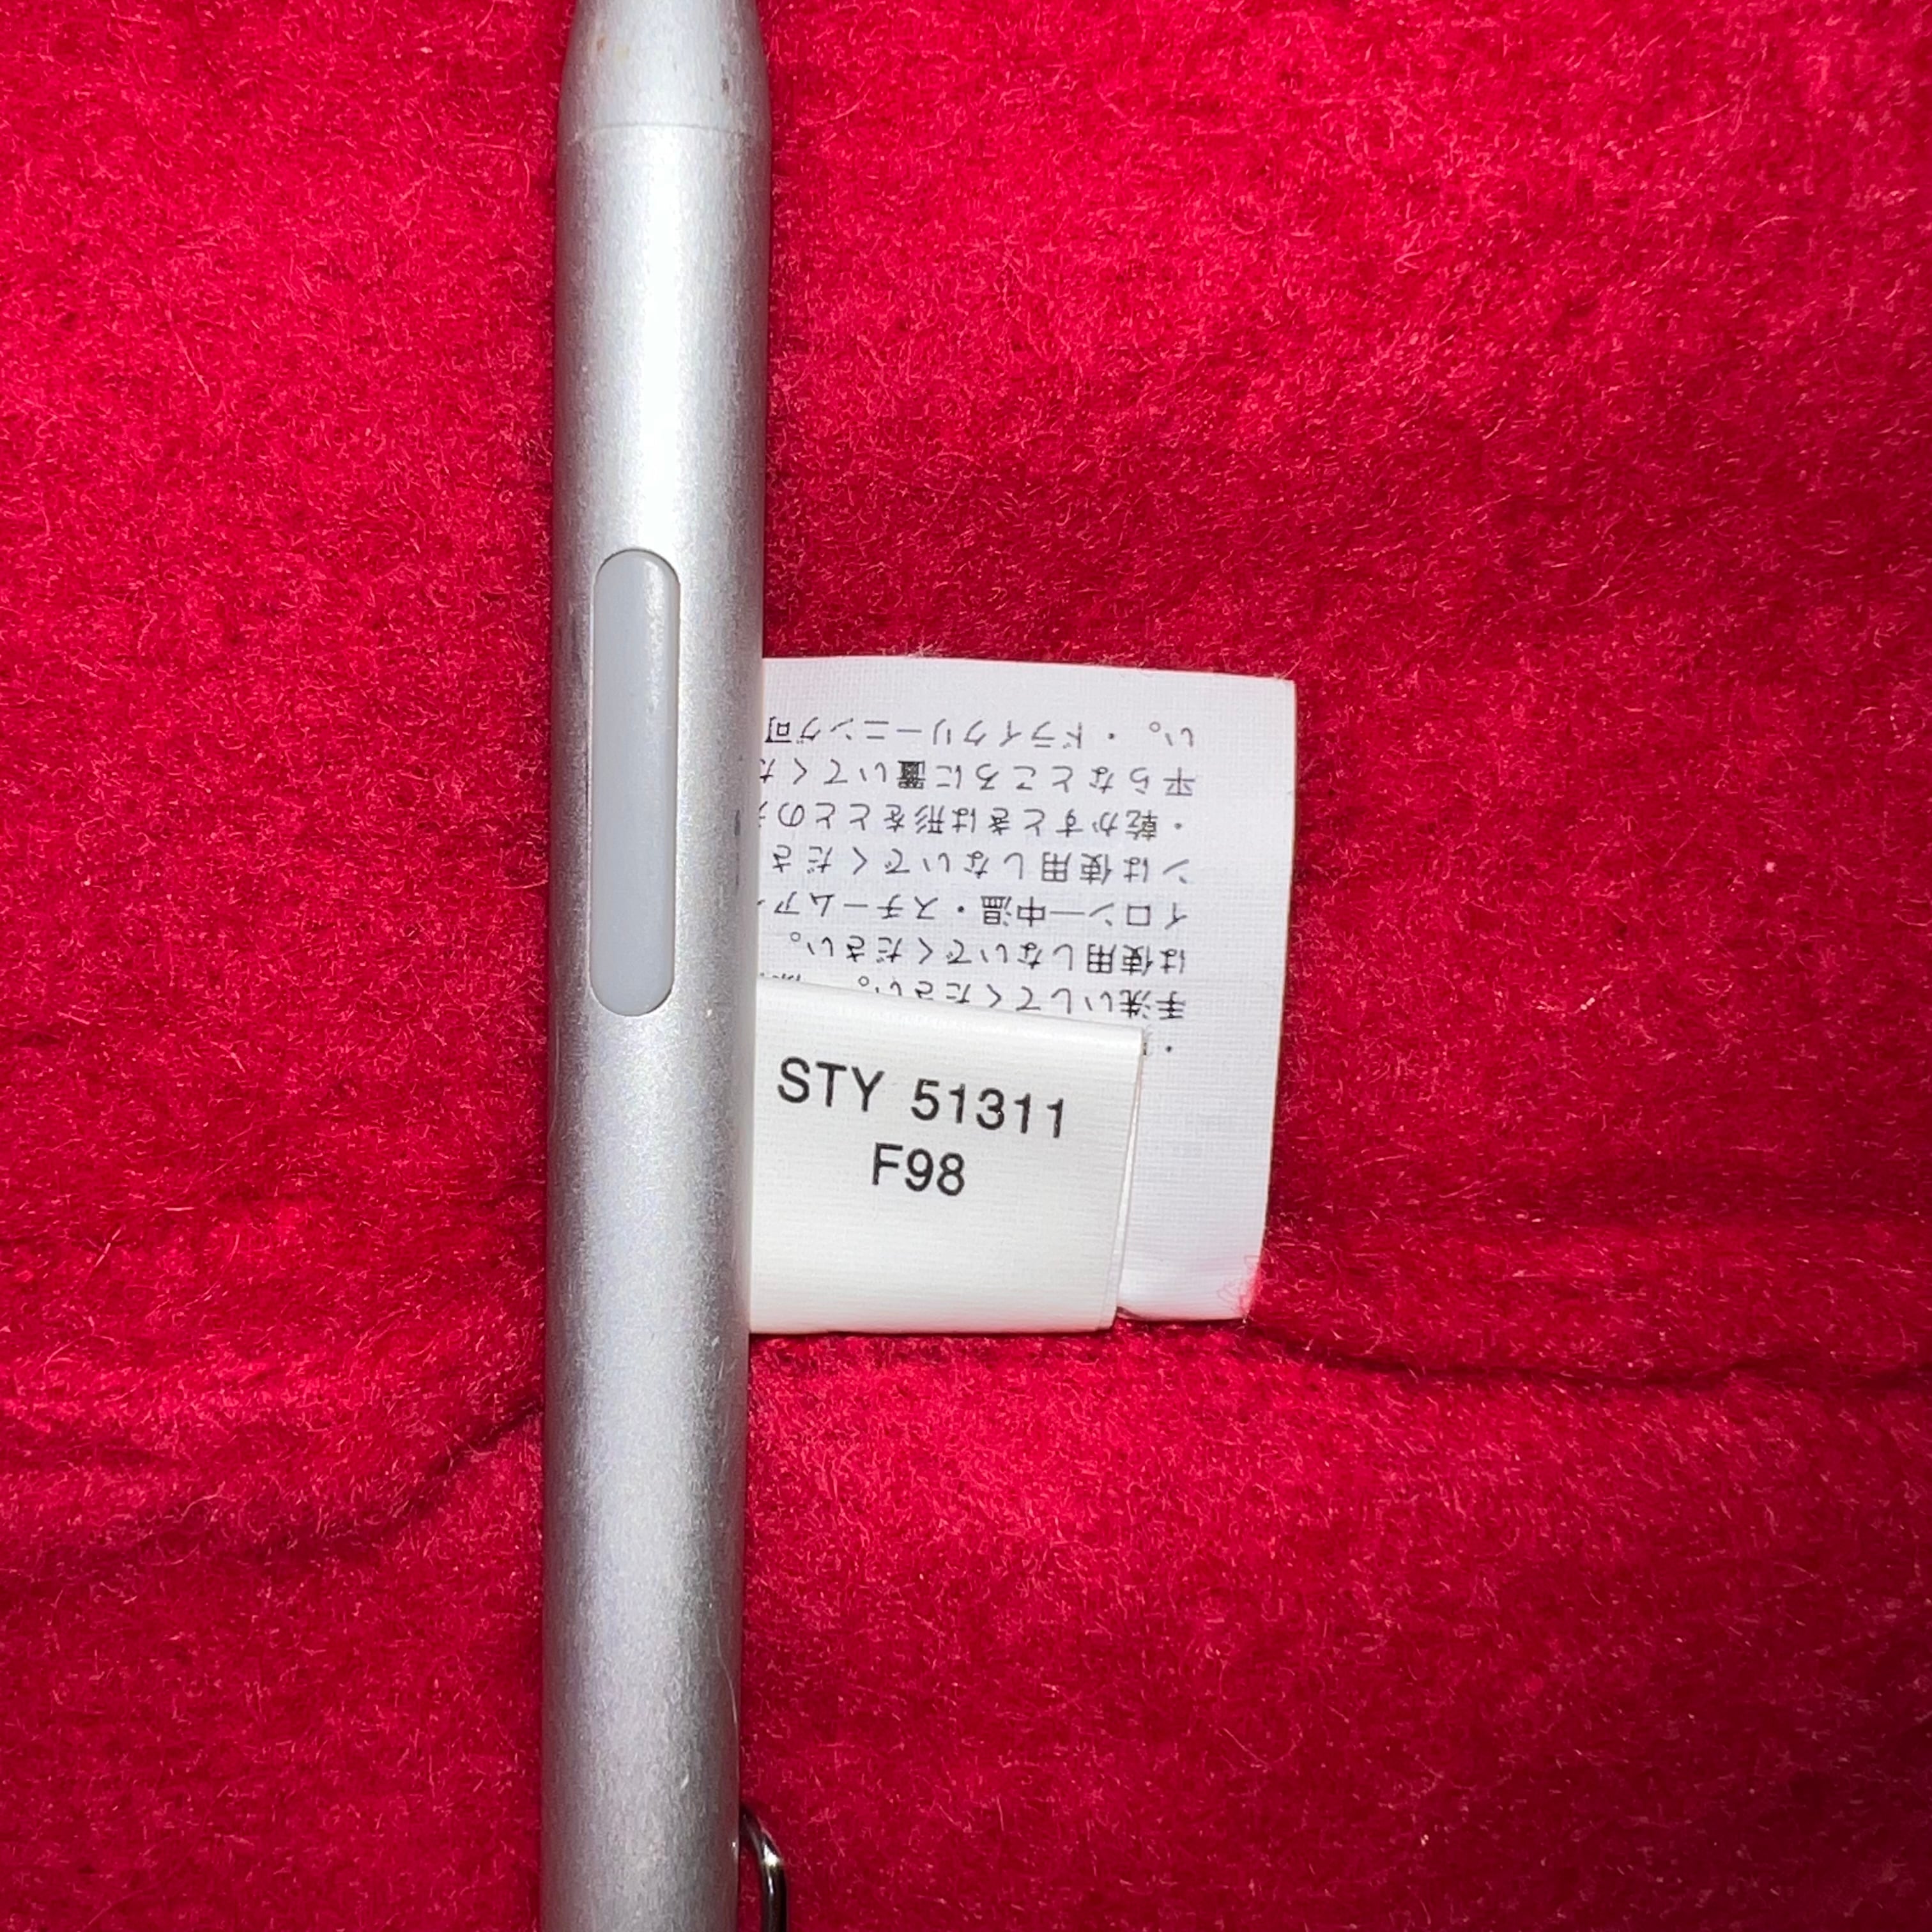 手洗いしてください。
は使用しないでください。
イロン—中温・スチームア
ンは使用しないでくださ
・乾かすときは形をととの
平らなところに置いてく
い。・ドライクリーニング可
STY 51311
F98